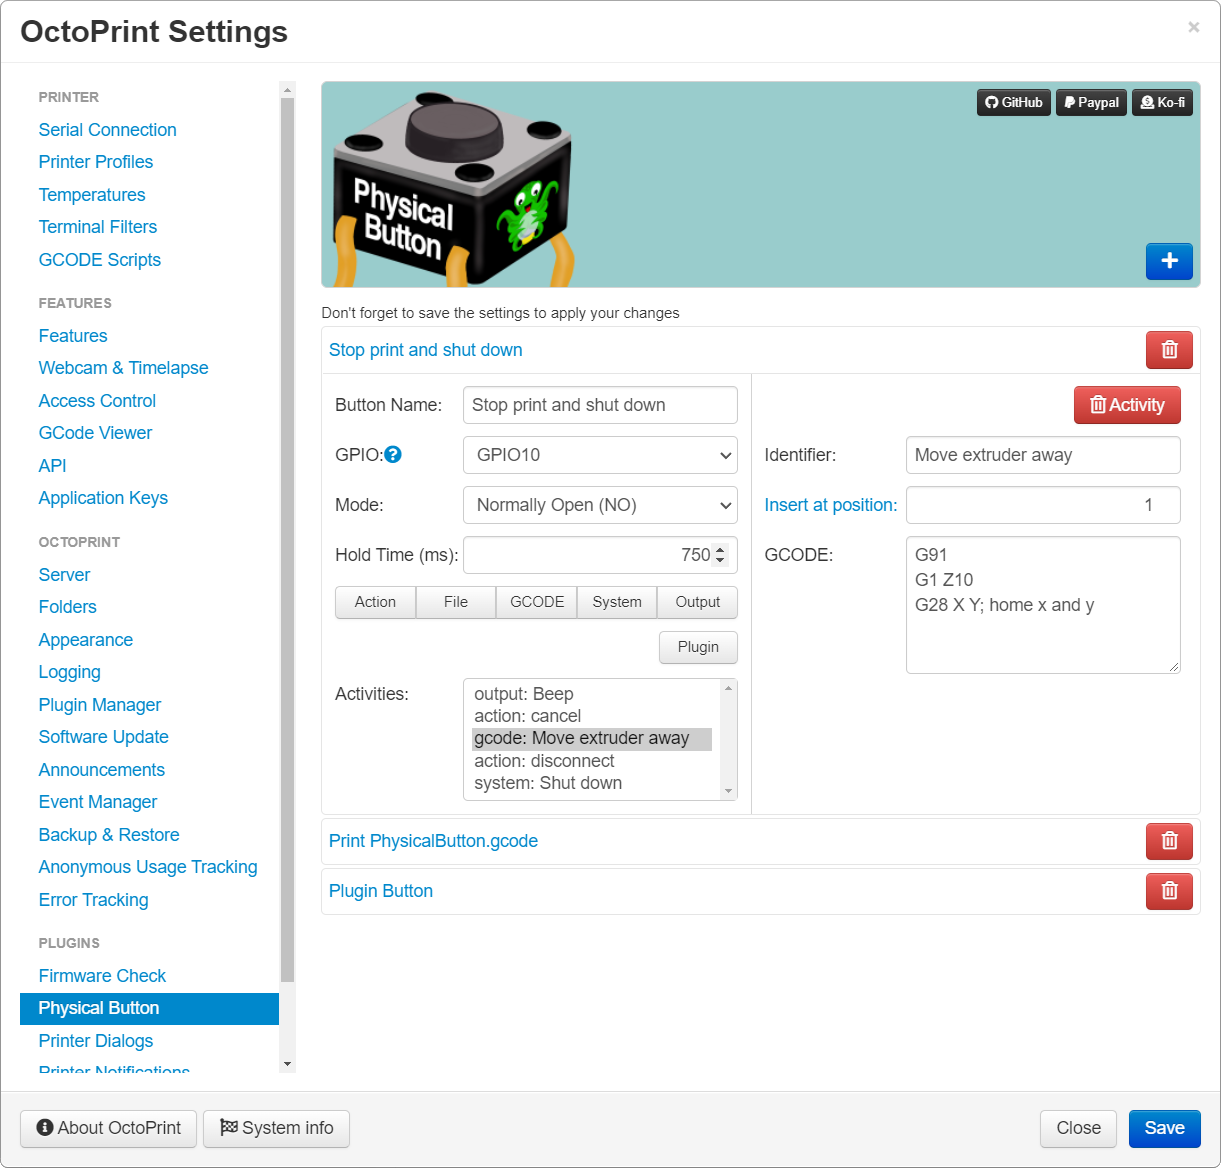 OctoPrint Settings
×
PRINTER
Serial Connection
Printer Profiles
Temperatures
Terminal Filters
GCODE Scripts
FEATURES
Features
Webcam & Timelapse
Access Control
GCode Viewer
API
Application Keys
OCTOPRINT
Server
Folders
Appearance
Logging
Plugin Manager
Software Update
Announcements
Event Manager
Backup & Restore
Anonymous Usage Tracking
Error Tracking
PLUGINS
Firmware Check
Physical Button
Printer Dialogs
Printer Notifications
Physical
Button
GitHub
Paypal
Ko-fi
Don't forget to save the settings to apply your changes
Stop print and shut down
Button Name: Stop print and shut down
GPIO: GPIO10
Mode: Normally Open (NO)
Hold Time (ms): 750
Action File GCODE System Output
Plugin
Activities:
output: Beep
action: cancel
gcode: Move extruder away
action: disconnect
system: Shut down
Activity
Identifier: Move extruder away
Insert at position: 1
GCODE:
G91
G1 Z10
G28 X Y; home x and y
Print PhysicalButton.gcode
Plugin Button
About OctoPrint
System info
Close
Save